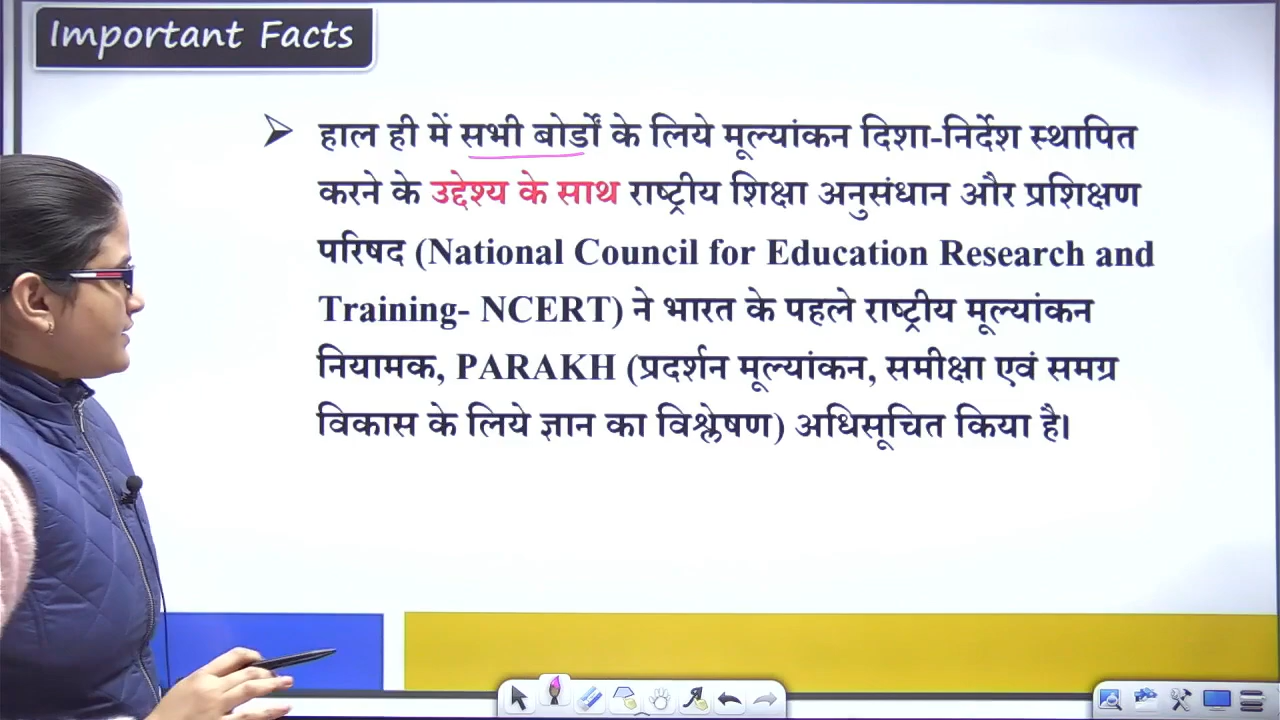 Important Facts
हाल ही में सभी बोर्डों के लिये मूल्यांकन दिशा-निर्देश स्थापित
करने के उद्देश्य के साथ राष्ट्रीय शिक्षा अनुसंधान और प्रशिक्षण
परिषद (National Council for Education Research and
Training- NCERT) ने भारत के पहले राष्ट्रीय मूल्यांकन
नियामक, PARAKH (प्रदर्शन मूल्यांकन, समीक्षा एवं समग्र
विकास के लिये ज्ञान का विश्लेषण) अधिसूचित किया है।